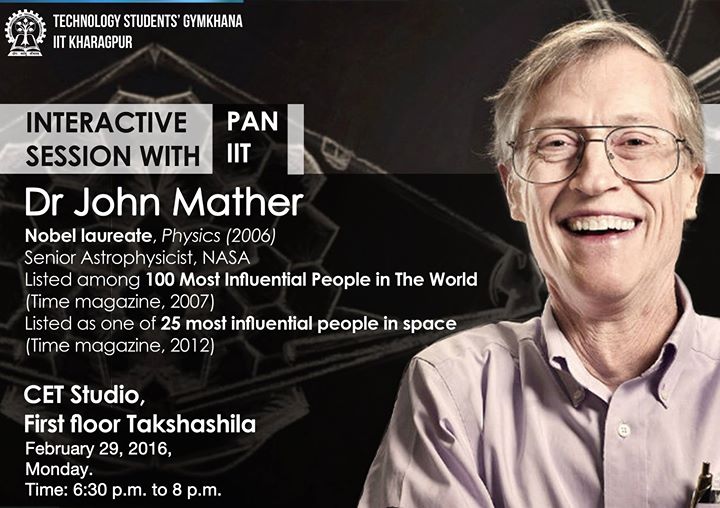 TECHNOLOGY STUDENTS' GYMKHANA
IIT KHARAGPUR
INTERACTIVE
SESSION WITH
PAN
IIT
Dr John Mather
Nobel laureate, Physics (2006)
Senior Astrophysicist, NASA
Listed among 100 Most Influential People in The World
(Time magazine, 2007)
Listed as one of 25 most influential people in space
(Time magazine, 2012)
CET Studio,
First floor Takshashila
February 29, 2016,
Monday.
Time: 6:30 p.m. to 8 p.m.